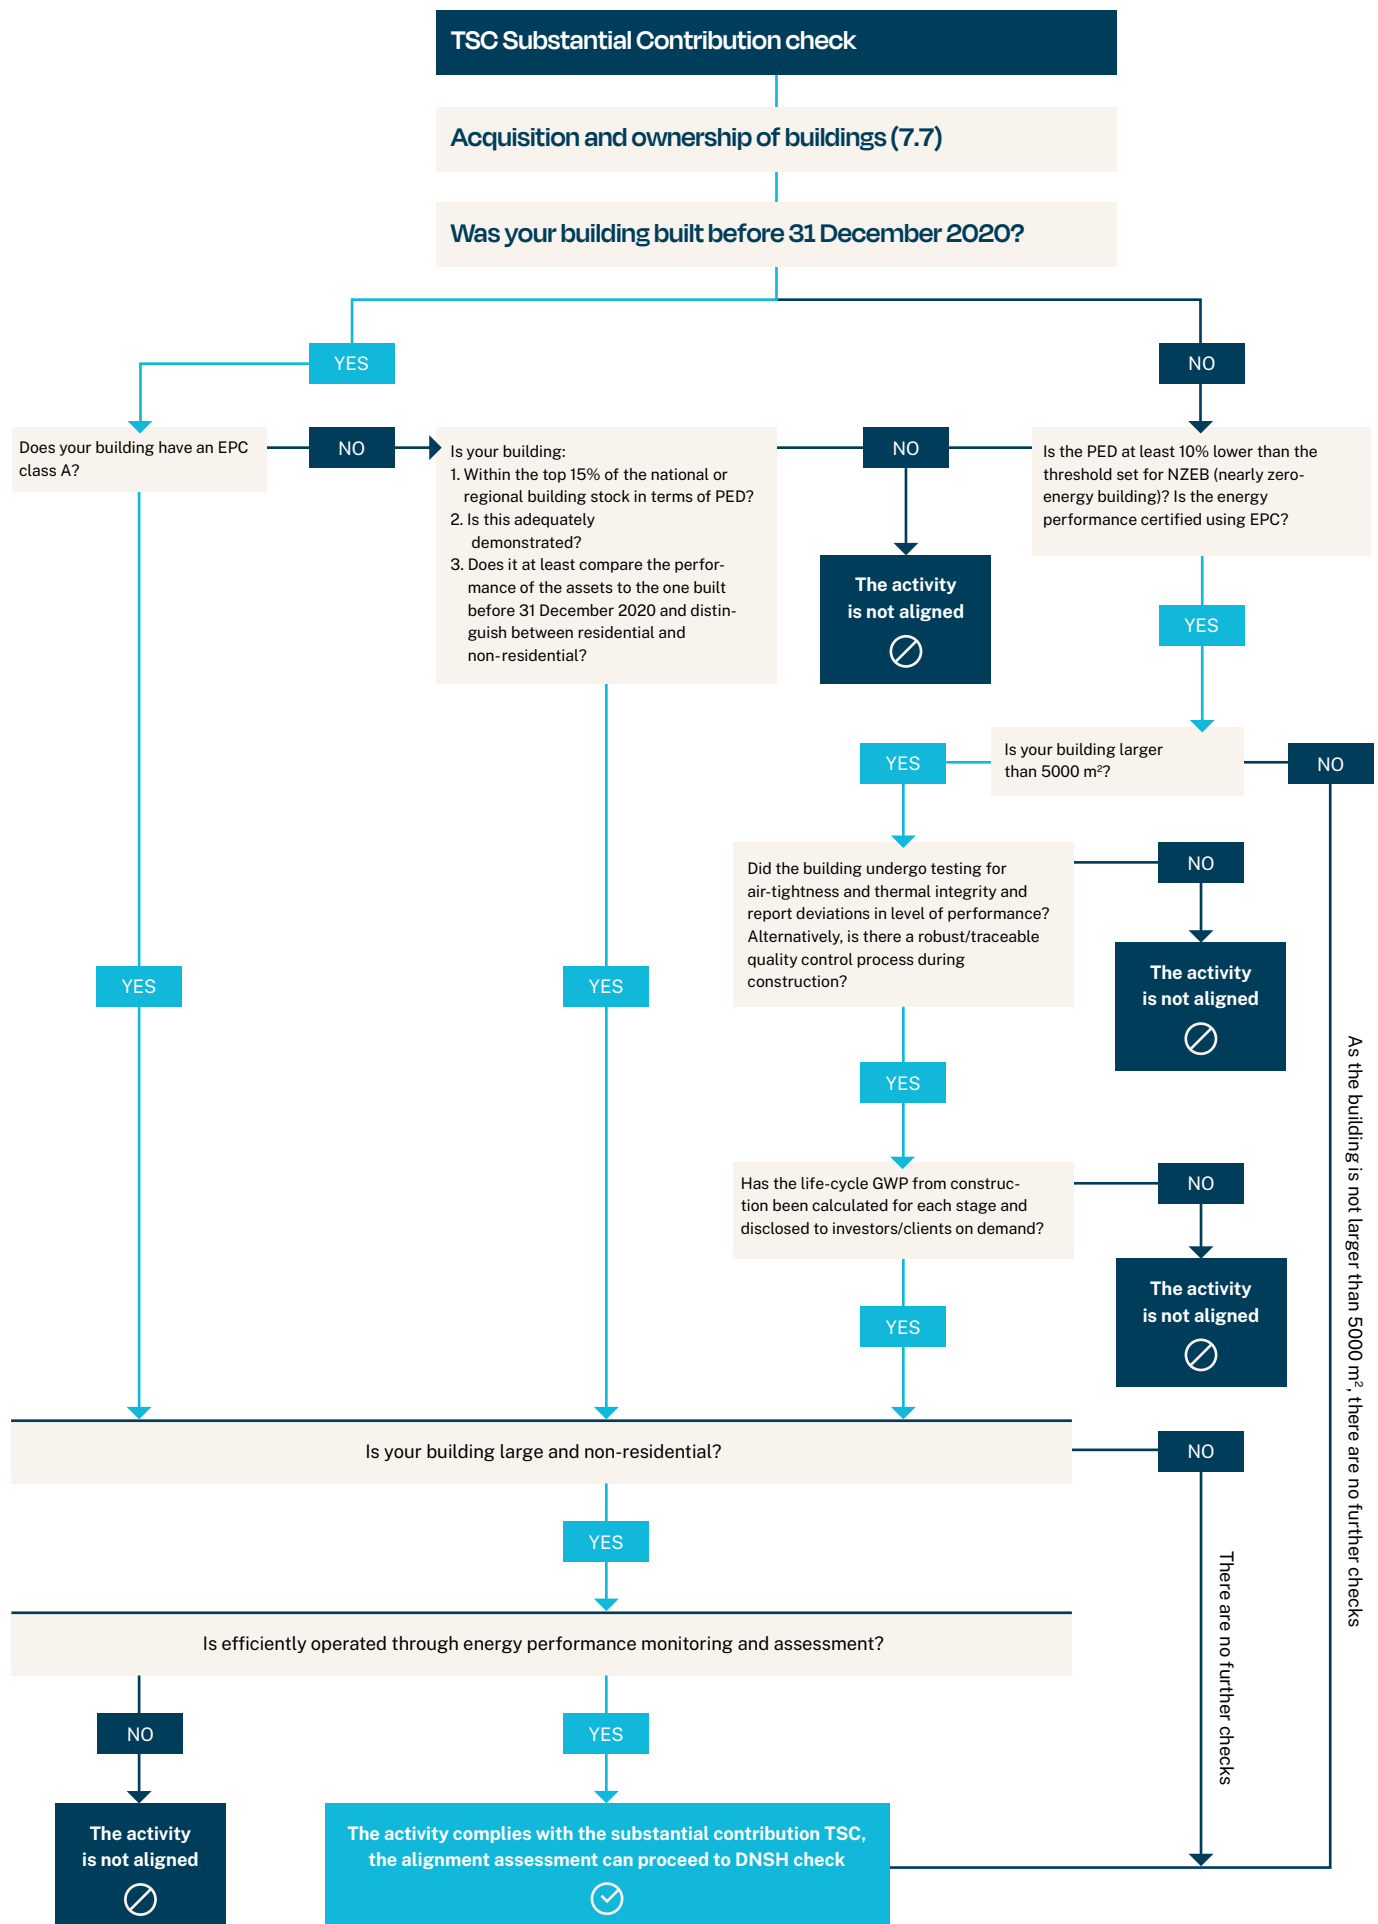 TSC Substantial Contribution check
Acquisition and ownership of buildings (7.7)
Was your building built before 31 December 2020?
YES
NO
Does your building have an EPC
class A?
NO
Is your building:
1. Within the top 15% of the national or
regional building stock in terms of PED?
2. Is this adequately
demonstrated?
3. Does it at least compare the perfor-
mance of the assets to the one built
before 31 December 2020 and distin-
guish between residential and
non-residential?
NO
The activity
is not aligned
Is the PED at least 10% lower than the
threshold set for NZEB (nearly zero-
energy building)? Is the energy
performance certified using EPC?
YES
Is your building larger
than 5000 m²?
YES
NO
Did the building undergo testing for
air-tightness and thermal integrity and
report deviations in level of performance?
Alternatively, is there a robust/traceable
quality control process during
construction?
NO
The activity
is not aligned
YES
YES
YES
Has the life-cycle GWP from construc-
tion been calculated for each stage and
disclosed to investors/clients on demand?
NO
The activity
is not aligned
YES
As the building is not larger than 5000 m², there are no further checks
Is your building large and non-residential?
NO
There are no further checks
YES
Is efficiently operated through energy performance monitoring and assessment?
NO
YES
The activity
is not aligned
The activity complies with the substantial contribution TSC,
the alignment assessment can proceed to DNSH check